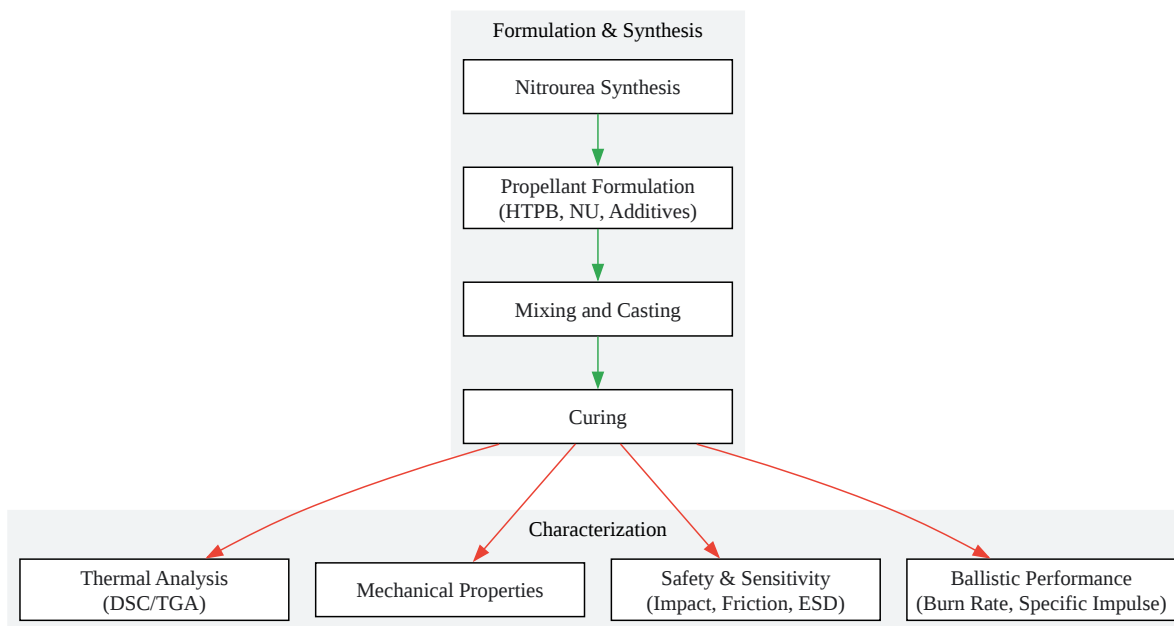 Formulation & Synthesis
Nitrourea Synthesis
Propellant Formulation
(HTPB, NU, Additives)
Mixing and Casting
Curing
Characterization
Thermal Analysis
(DSC/TGA)
Mechanical Properties
Safety & Sensitivity
(Impact, Friction, ESD)
Ballistic Performance
(Burn Rate, Specific Impulse)